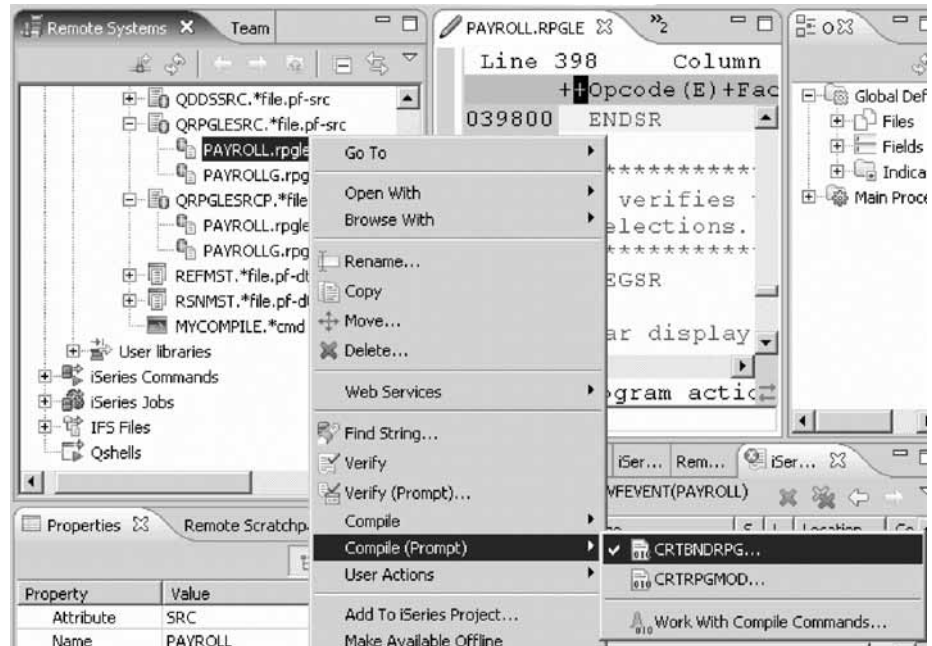 Remote Systems
Team
QDDSSRC.*file.pf-src
QRPGLESRC.*file.pf-src
PAYROLL.rpgle
PAYROLLG.rpg
QRPGLESRCP.*file
PAYROLL.rpgle
PAYROLLG.rpg
REFMST.*file.pf-dt
RSNMST.*file.pf-dt
MYCOMPILE.*cmd
User libraries
iSeries Commands
iSeries Jobs
IFS Files
Qshells
PAYROLL.RPGLE
2
Line 398 Column
++Opcode(E)+Fac
039800 ENDSR
*************
verifies
elections.
*************
EGSR
ar display
gram actio
Global Def
Files
Fields
Indica
Main Proce
Go To
Open With
Browse With
Rename...
Copy
Move...
Delete...
Web Services
Find String...
Verify
Verify (Prompt)...
Compile
Compile (Prompt)
User Actions
Add To iSeries Project...
Make Available Offline
CRTBNDRPG...
CRTRPGMOD...
Work With Compile Commands...
iSer... Rem... iSer...
VFEVENT(PAYROLL)
S L Location Co
Properties
Remote Scratchp
Property Value
Attribute SRC
Name PAYROLL